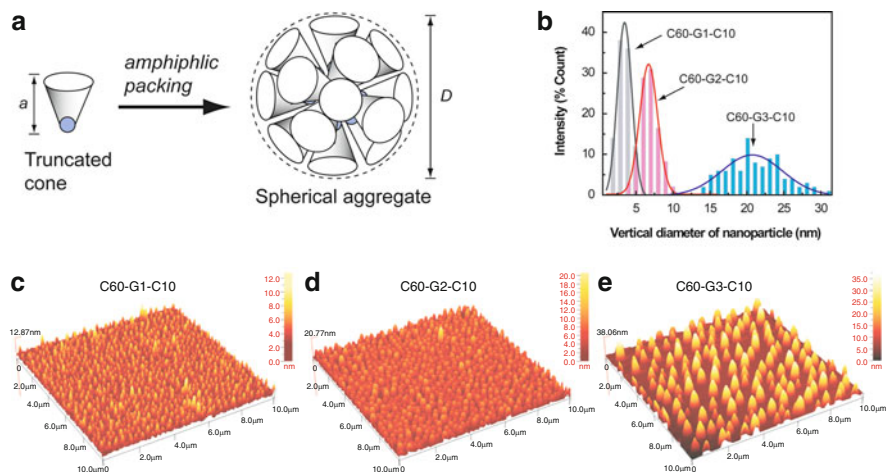 a
a
Truncated
cone
amphiphlic
packing
D
Spherical aggregate
b
Intensity (% Count)
40
30
20
10
0
C60-G1-C10
C60-G2-C10
C60-G3-C10
5 10 15 20 25 30
Vertical diameter of nanoparticle (nm)
c
C60-G1-C10
12.0
10.0
8.0
6.0
4.0
2.0
0.0
nm
12.87nm
0
2.0µm
4.0µm
6.0µm
8.0µm
10.0µm
0
2.0µm
4.0µm
6.0µm
8.0µm
10.0µm
d
C60-G2-C10
20.0
18.0
16.0
14.0
12.0
10.0
8.0
6.0
4.0
2.0
0.0
nm
20.77nm
0
2.0µm
4.0µm
6.0µm
8.0µm
10.0µm
0
2.0µm
4.0µm
6.0µm
8.0µm
10.0µm
e
C60-G3-C10
35.0
30.0
25.0
20.0
15.0
10.0
5.0
0.0
nm
38.06nm
0
2.0µm
4.0µm
6.0µm
8.0µm
10.0µm
0
2.0µm
4.0µm
6.0µm
8.0µm
10.0µm